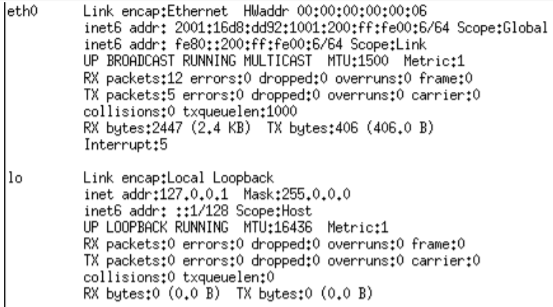 eth0 Link encap:Ethernet HWaddr 00:00:00:00:00:06
inet6 addr: 2001:16d8:dd92:1001:200:ff:fe00:6/64 Scope:Global
inet6 addr: fe80::200:ff:fe00:6/64 Scope:Link
UP BROADCAST RUNNING MULTICAST MTU:1500 Metric:1
RX packets:12 errors:0 dropped:0 overruns:0 frame:0
TX packets:5 errors:0 dropped:0 overruns:0 carrier:0
collisions:0 txqueuelen:1000
RX bytes:2447 (2.4 KB) TX bytes:406 (406.0 B)
Interrupt:5
lo Link encap:Local Loopback
inet addr:127.0.0.1 Mask:255.0.0.0
inet6 addr: ::1/128 Scope:Host
UP LOOPBACK RUNNING MTU:16436 Metric:1
RX packets:0 errors:0 dropped:0 overruns:0 frame:0
TX packets:0 errors:0 dropped:0 overruns:0 carrier:0
collisions:0 txqueuelen:0
RX bytes:0 (0.0 B) TX bytes:0 (0.0 B)